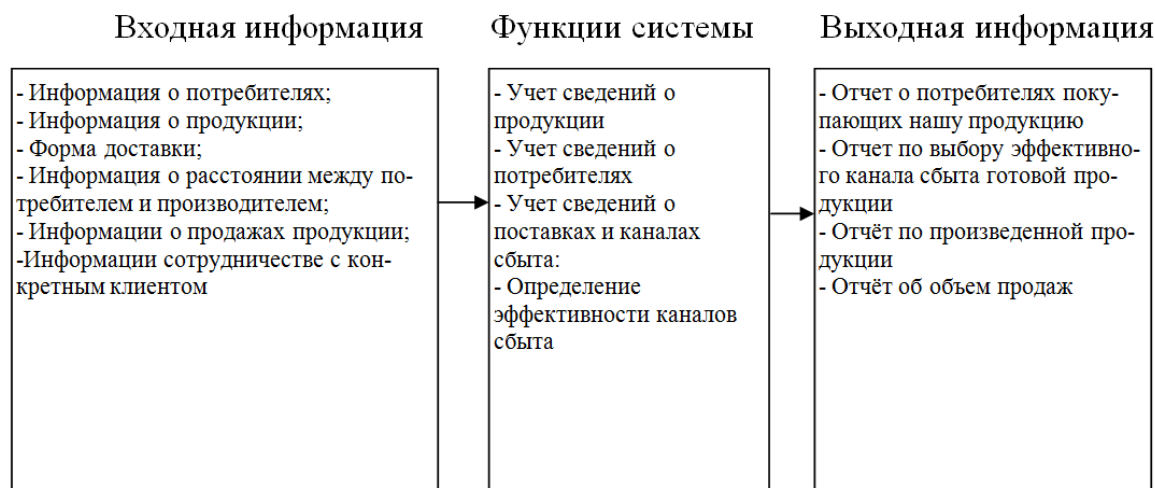 Входная информация
Функции системы
Выходная информация
- Информация о потребителях;
- Информация о продукции;
- Форма доставки;
- Информация о расстоянии между по-
требителем и производителем;
- Информации о продажах продукции;
-Информации сотрудничестве с кон-
кретным клиентом
- Учет сведений о
продукции
- Учет сведений о
потребителях
- Учет сведений о
поставках и каналах
сбыта:
- Определение
эффективности каналов
сбыта
- Отчет о потребителях поку-
пающих нашу продукцию
- Отчет по выбору эффективно-
го канала сбыта готовой про-
дукции
- Отчёт по произведенной про-
дукции
- Отчёт об объем продаж